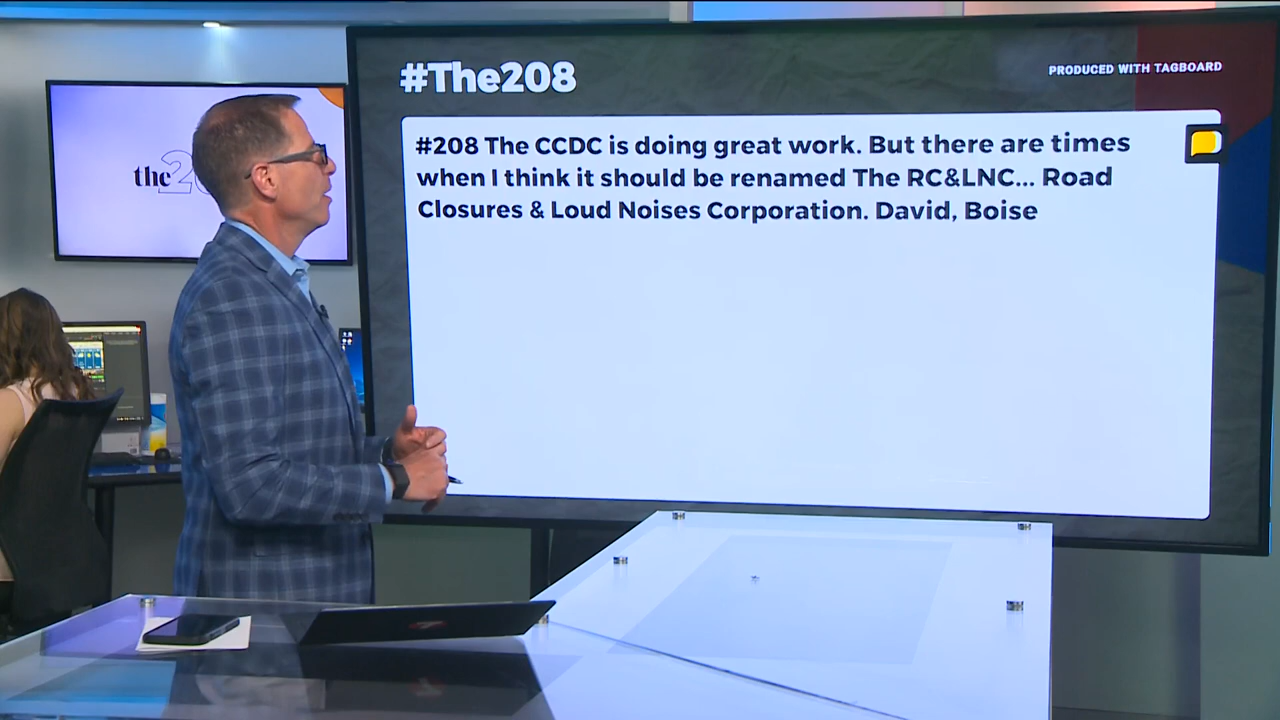 #The208
PRODUCED WITH TAGBOARD
#208 The CCDC is doing great work. But there are times
when I think it should be renamed The RC&LNC... Road
Closures & Loud Noises Corporation. David, Boise
the 2